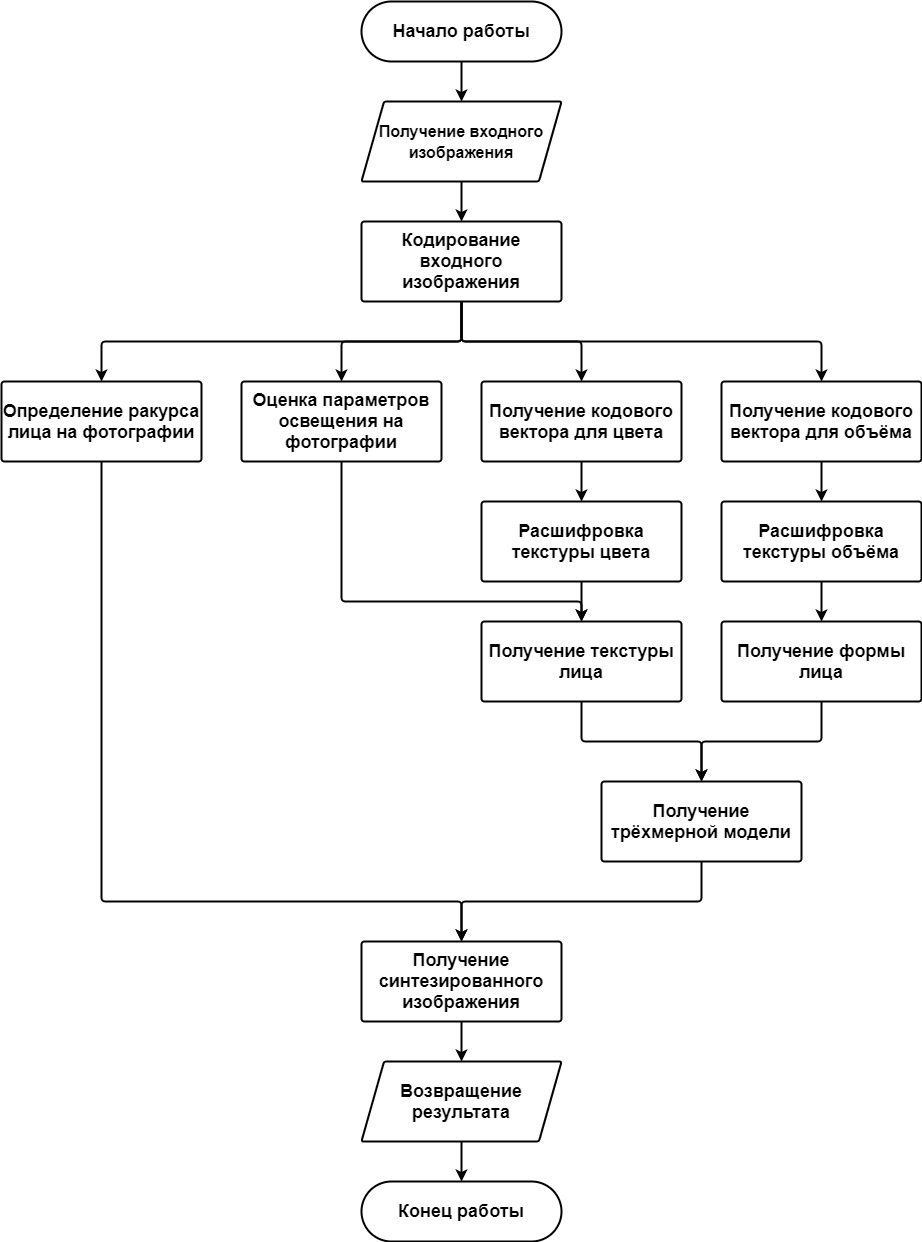 Начало работы
Получение входного
изображения
Кодирование
входного
изображения
Определение ракурса
лица на фотографии
Оценка параметров
освещения на
фотографии
Получение кодового
вектора для цвета
Получение кодового
вектора для объёма
Расшифровка
текстуры цвета
Расшифровка
текстуры объёма
Получение текстуры
лица
Получение формы
лица
Получение
трёхмерной модели
Получение
синтезированного
изображения
Возвращение
результата
Конец работы